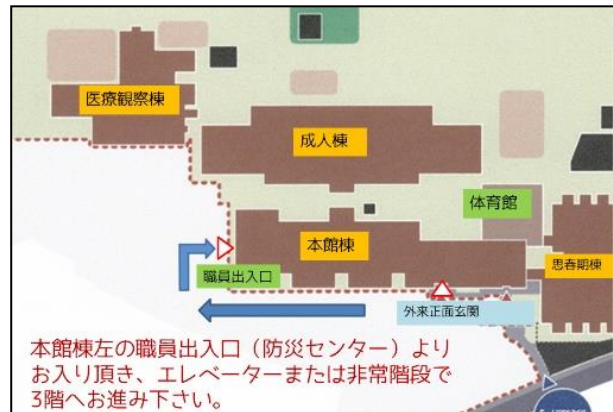 医療観察棟
成人棟
体育館
本館棟
思春期棟
職員出入口
外来正面玄関
本館棟左の職員出入口（防災センター）より
お入り頂き、エレベーターまたは非常階段で
3階へお進み下さい。